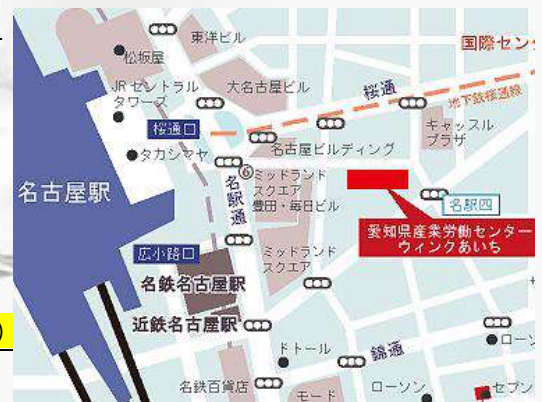 東洋ビル
松坂屋
国際セン
JRセントラル
タワーズ
大名古屋ビル
桜通
地下鉄桜通線
桜通口
キャッスル
プラザ
名古屋ビルディング
タカシマヤ
⑥
ミッドランド
スクエア
豊田・毎日ビル
名駅通
名古屋駅
名駅四
愛知県産業労働センター
ウィンクあいち
広小路口
ミッドランド
スクエア
名鉄名古屋駅
近鉄名古屋駅
ドトール
錦通
ローソ
名鉄百貨店
モード
ローソン
セブン
)